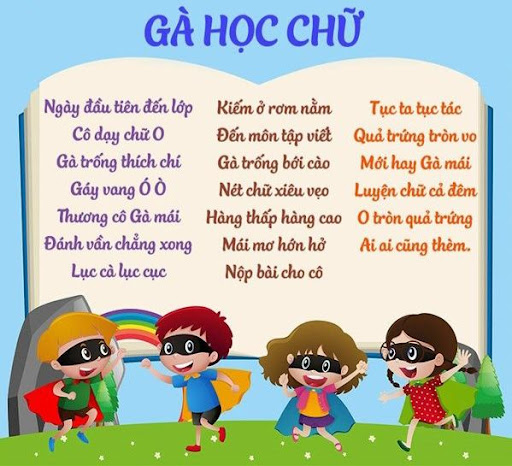 GÀ HỌC CHỮ
Ngày đầu tiên đến lớp
Cô dạy chữ O
Gà trống thích chí
Gáy vang Ó Ò
Thương cô Gà mái
Đánh vần chẳng xong
Lục cà lục cục
Kiếm ở rơm nằm
Đến môn tập viết
Gà trống bới cào
Nét chữ xiêu vẹo
Hàng thấp hàng cao
Mái mơ hớn hở
Nộp bài cho cô
Tục ta tục tác
Quả trứng tròn vo
Mới hay Gà mái
Luyện chữ cả đêm
O tròn quả trứng
Ai ai cũng thèm.